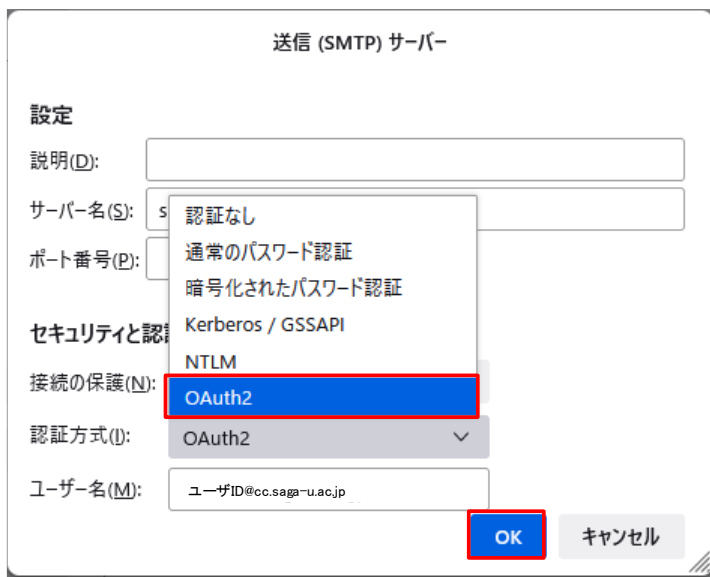 送信 (SMTP) サーバー
設定
説明(D):
サーバー名(S): s
認証なし
通常のパスワード認証
ポート番号(P):
暗号化されたパスワード認証
Kerberos / GSSAPI
セキュリティと認
NTLM
接続の保護(N):
OAuth2
認証方式(I): OAuth2
ユーザー名(M): ユーザID@cc.saga-u.ac.jp
OK キャンセル